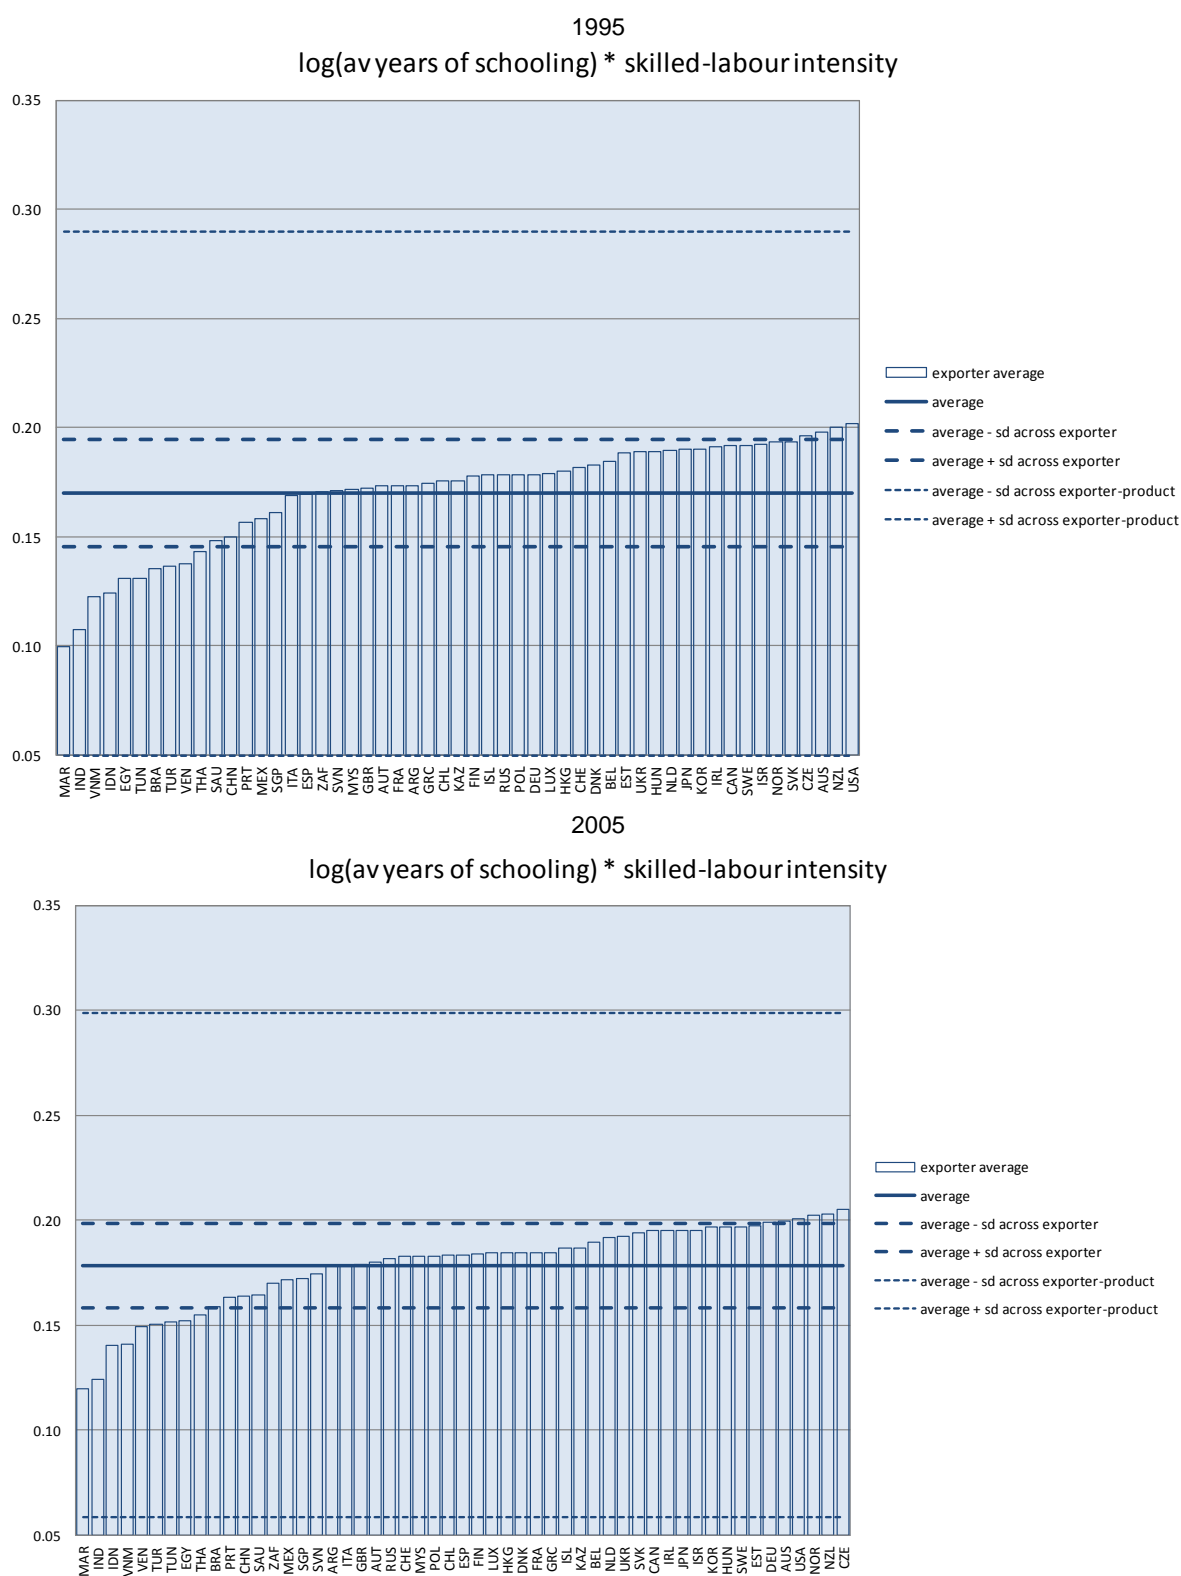 1995
log(av years of schooling) * skilled-labour intensity
0.35
0.30
0.25
0.20
0.15
0.10
0.05
MAR IND VNM IDN EGY TUN BRA TUR VEN THA SAU CHN PRT MEX SGP ITA ESP ZAF SVN MYS GBR AUT FRA ARG GRC CHL KAZ FIN ISL RUS POL DEU LUX HKG CHE DNK BEL EST UKR HUN NLD JPN KOR IRL CAN SWE ISR NOR SVK CZE AUS NZL USA
exporter average
average
average - sd across exporter
average + sd across exporter
average - sd across exporter-product
average + sd across exporter-product
2005
log(av years of schooling) * skilled-labour intensity
0.35
0.30
0.25
0.20
0.15
0.10
0.05
MAR IND IDN VNM VEN TUR TUN EGY THA BRA PRT CHN SAU ZAF MEX SGP SVN ARG ITA GBR AUT RUS CHE MYS POL CHL ESP FIN LUX HKG DNK FRA GRC ISL KAZ BEL NLD UKR SVK CAN IRL JPN ISR KOR HUN SWE EST DEU AUS USA NOR NZL CZE
exporter average
average
average - sd across exporter
average + sd across exporter
average - sd across exporter-product
average + sd across exporter-product